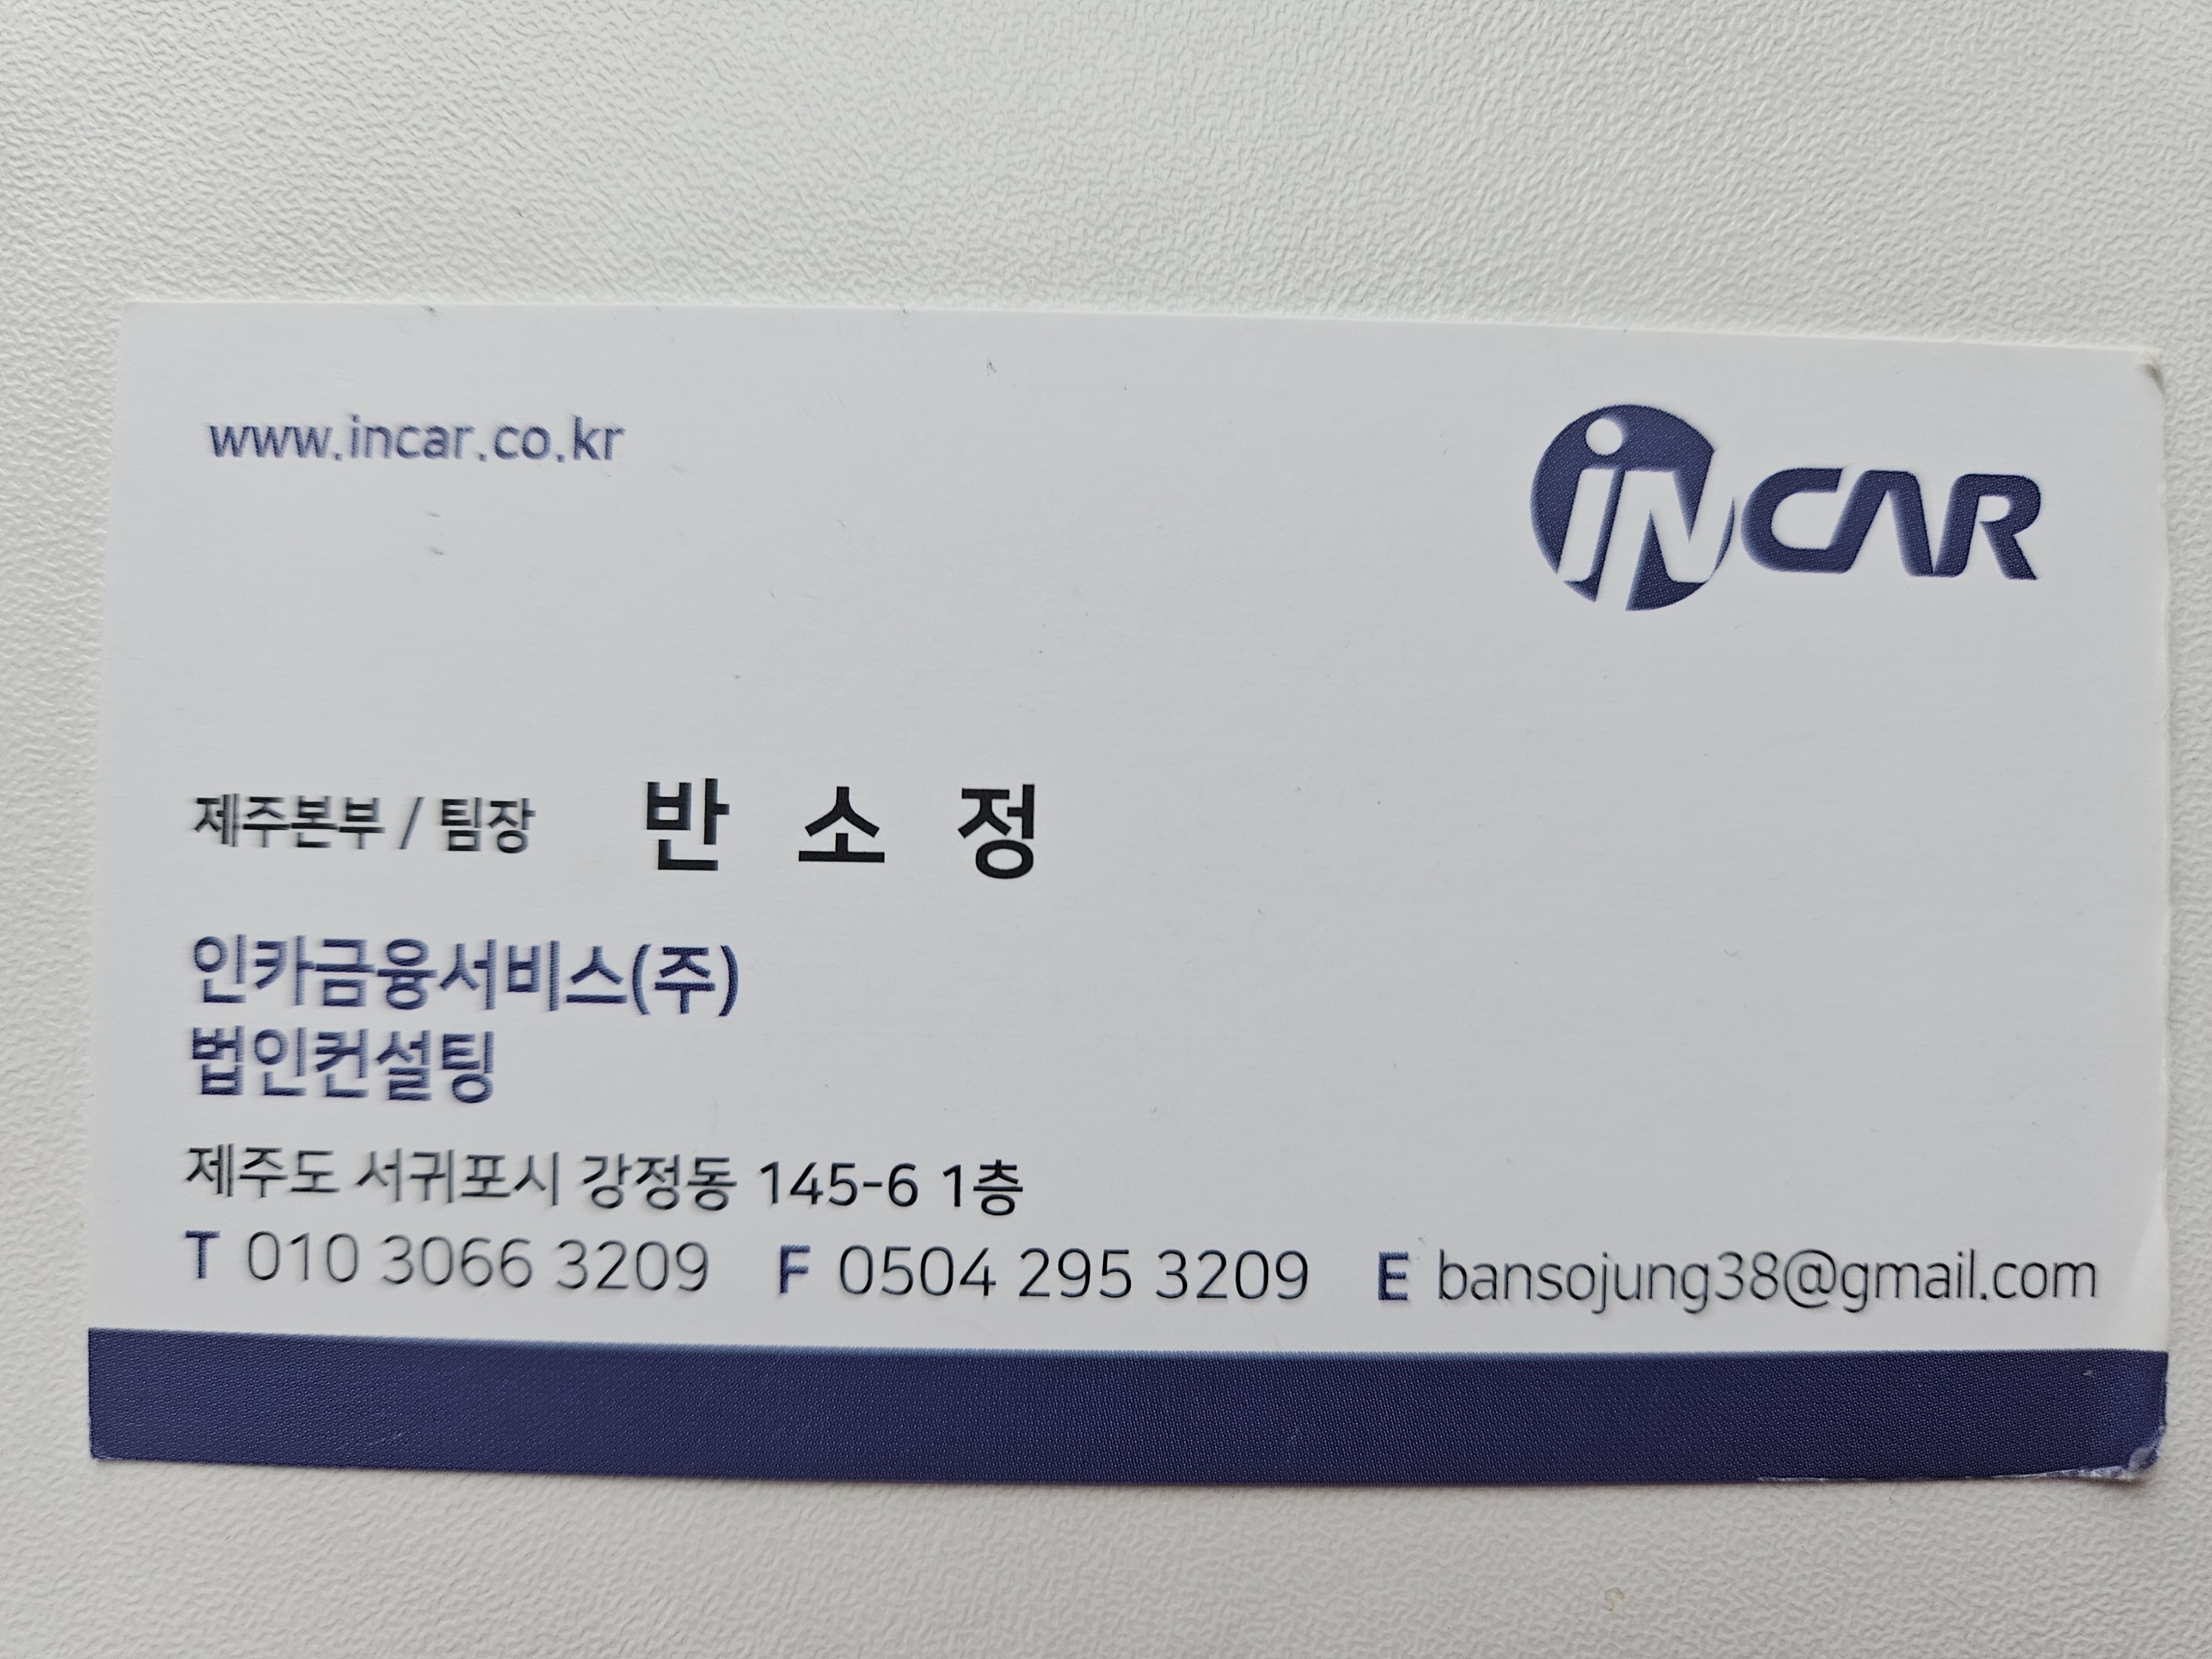 www.incar.co.kr
iNCAR
제주본부 / 팀장 반 소 정
인카금융서비스(주)
법인컨설팅
제주도 서귀포시 강정동 145-6 1층
T 010 3066 3209 F 0504 295 3209 E bansojung38@gmail.com